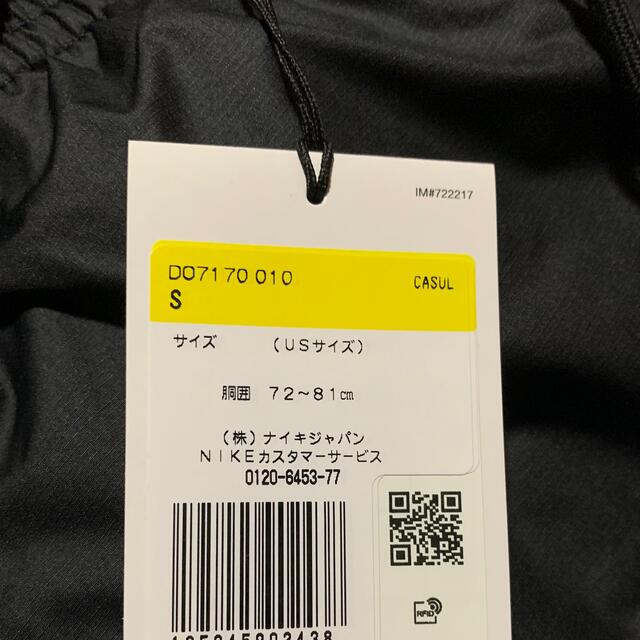 IM#722217
DO7170 010
CASUL
S
サイズ　　（USサイズ）
胴囲　72〜81㎝
（株）ナイキジャパン
NIKEカスタマーサービス
0120-6453-77
RFID